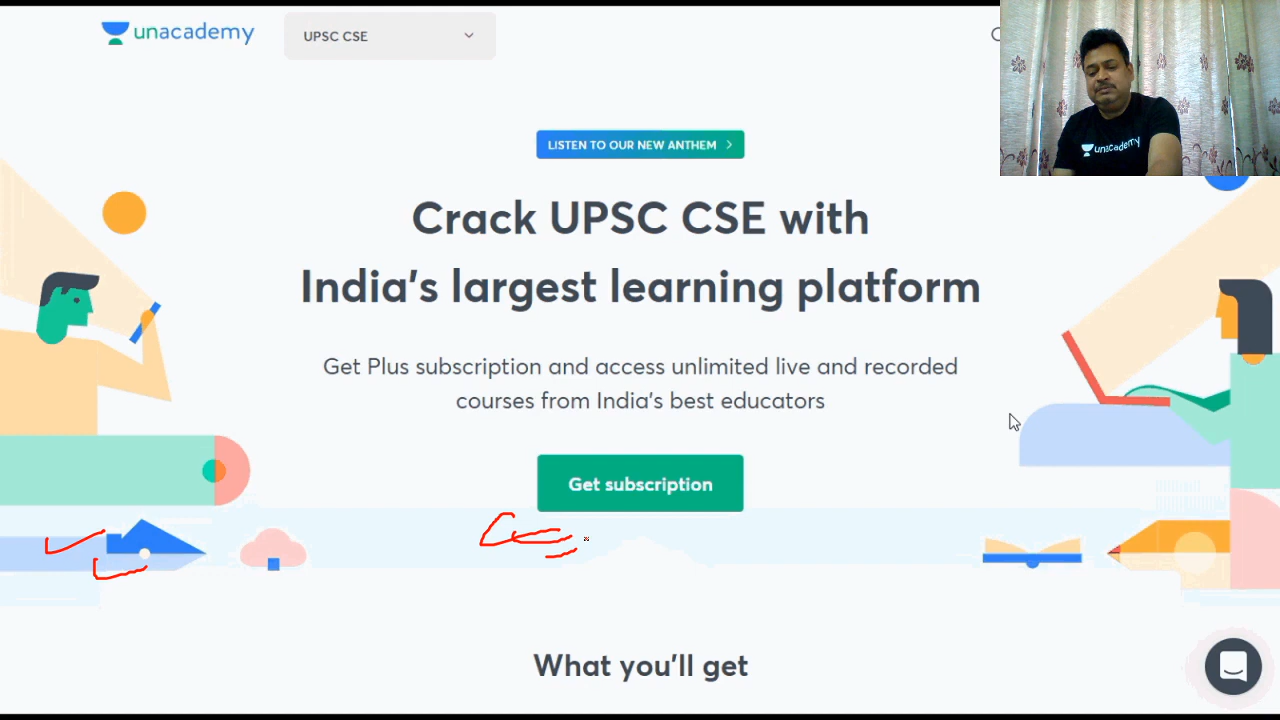 unacademy
UPSC CSE
LISTEN TO OUR NEW ANTHEM
Crack UPSC CSE with
India's largest learning platform
Get Plus subscription and access unlimited live and recorded
courses from India's best educators
Get subscription
What you'll get
unacademy